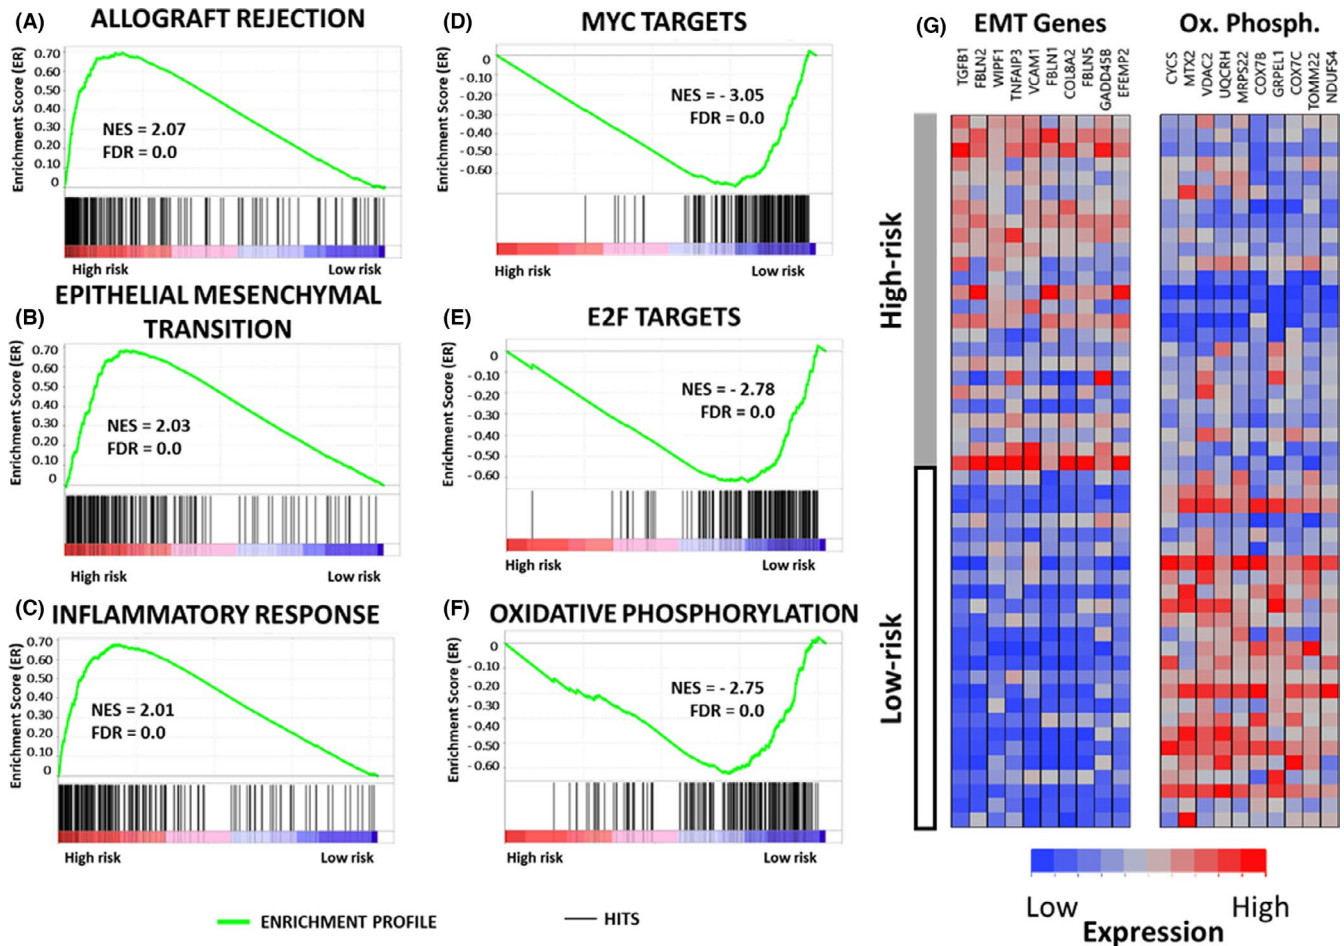 (A) ALLOGRAFT REJECTION
Enrichment Score (ER)
0.70
0.60
0.50
0.40
0.30
0.20
0.10
0
NES = 2.07
FDR = 0.0
High risk Low risk
(B) EPITHELIAL MESENCHYMAL
TRANSITION
Enrichment Score (ER)
0.70
0.60
0.50
0.40
0.30
0.20
0.10
0
NES = 2.03
FDR = 0.0
High risk Low risk
(C) INFLAMMATORY RESPONSE
Enrichment Score (ER)
0.70
0.60
0.50
0.40
0.30
0.20
0.10
0
NES = 2.01
FDR = 0.0
High risk Low risk
(D) MYC TARGETS
Enrichment Score (ER)
0
- 0.10
- 0.20
- 0.30
- 0.40
- 0.50
- 0.60
NES = - 3.05
FDR = 0.0
High risk Low risk
(E) E2F TARGETS
Enrichment Score (ER)
0
- 0.10
- 0.20
- 0.30
- 0.40
- 0.50
- 0.60
NES = - 2.78
FDR = 0.0
High risk Low risk
(F) OXIDATIVE PHOSPHORYLATION
Enrichment Score (ER)
0
- 0.10
- 0.20
- 0.30
- 0.40
- 0.50
- 0.60
NES = - 2.75
FDR = 0.0
High risk Low risk
ENRICHMENT PROFILE HITS
(G) EMT Genes Ox. Phosph.
TGFB1
FBLN2
WIPF1
TNFAIP3
VCAM1
FBLN1
COL8A2
FBLN5
GADD45B
EFEMP2
CYCS
MTX2
VDAC2
UQCRH
MRPS22
COX7B
GRPEL1
COX7C
TOMM22
NDUFS4
High-risk
Low-risk
Low High
Expression